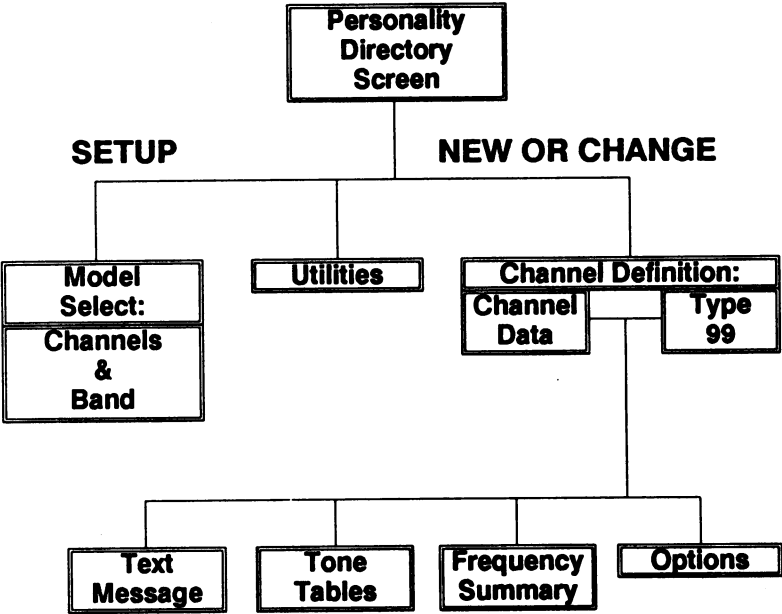 Personality
Directory
Screen
SETUP
NEW OR CHANGE
Model
Select:
Channels
&
Band
Utilities
Channel Definition:
Channel
Data
Type
99
Text
Message
Tone
Tables
Frequency
Summary
Options